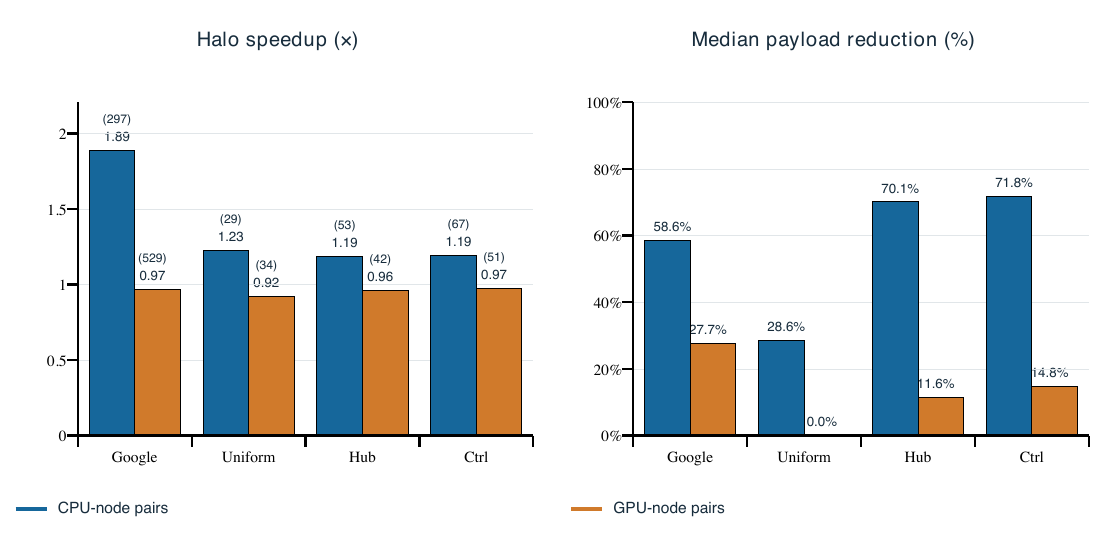 Halo speedup (×)
(297)
1.89
(529)
0.97
(29)
1.23
(34)
0.92
(53)
1.19
(42)
0.96
(67)
1.19
(51)
0.97
2
1.5
1
0.5
0
Google
Uniform
Hub
Ctrl
Median payload reduction (%)
100%
80%
60%
40%
20%
0%
58.6%
27.7%
28.6%
0.0%
70.1%
11.6%
71.8%
14.8%
Google
Uniform
Hub
Ctrl
CPU-node pairs
GPU-node pairs